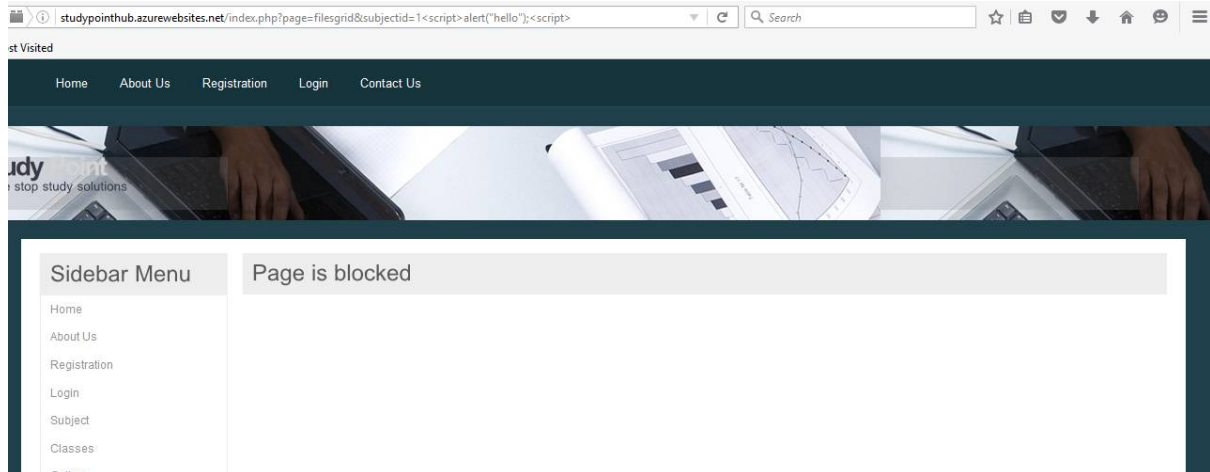 studypointhub.azurewebsites.net/index.php?page=filesgrid&subjectid=1<script>alert("hello");<script>
Search
st Visited
Home About Us Registration Login Contact Us
udy Point
stop study solutions
Sidebar Menu
Page is blocked
Home
About Us
Registration
Login
Subject
Classes